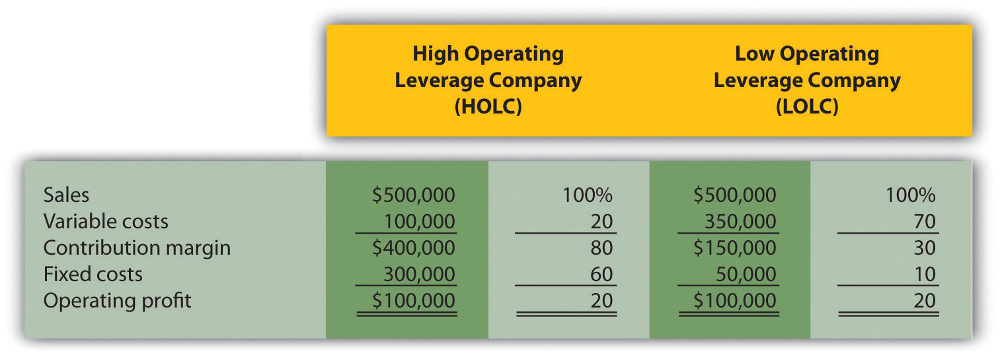 High Operating
Leverage Company
(HOLC)
Low Operating
Leverage Company
(LOLC)
Sales $500,000 100% $500,000 100%
Variable costs 100,000 20 350,000 70
Contribution margin $400,000 80 $150,000 30
Fixed costs 300,000 60 50,000 10
Operating profit $100,000 20 $100,000 20